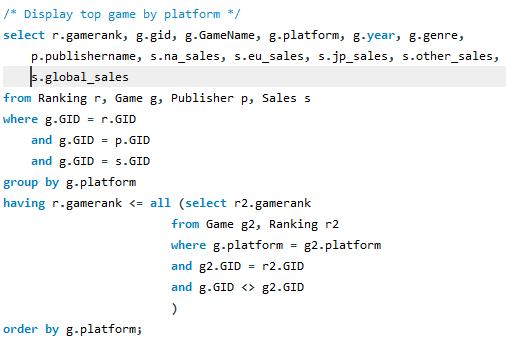 /* Display top game by platform */
select r.gamerank, g.gid, g.GameName, g.platform, g.year, g.genre,
    p.publishername, s.na_sales, s.eu_sales, s.jp_sales, s.other_sales,
    s.global_sales
from Ranking r, Game g, Publisher p, Sales s
where g.GID = r.GID
    and g.GID = p.GID
    and g.GID = s.GID
group by g.platform
having r.gamerank <= all (select r2.gamerank
                        from Game g2, Ranking r2
                        where g.platform = g2.platform
                        and g2.GID = r2.GID
                        and g.GID <> g2.GID
                        )
order by g.platform;